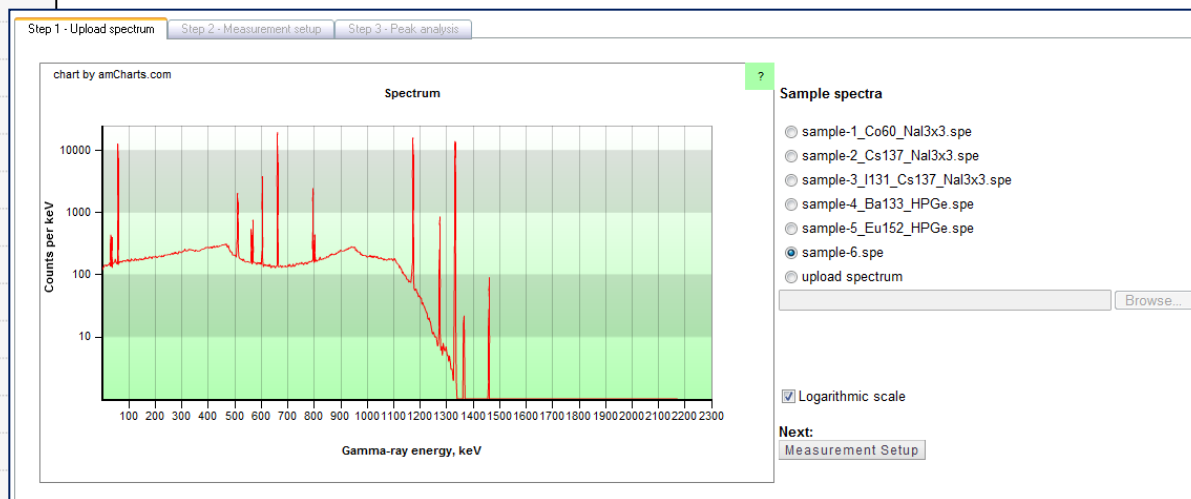 Step 1 - Upload spectrum Step 2 - Measurement setup Step 3 - Peak analysis
chart by amCharts.com
?
Spectrum
Counts per keV
10000
1000
100
10
100 200 300 400 500 600 700 800 900 1000 1100 1200 1300 1400 1500 1600 1700 1800 1900 2000 2100 2200 2300
Gamma-ray energy, keV
Sample spectra
sample-1_Co60_NaI3x3.spe
sample-2_Cs137_NaI3x3.spe
sample-3_I131_Cs137_NaI3x3.spe
sample-4_Ba133_HPGe.spe
sample-5_Eu152_HPGe.spe
sample-6.spe
upload spectrum
Browse...
Logarithmic scale
Next:
Measurement Setup